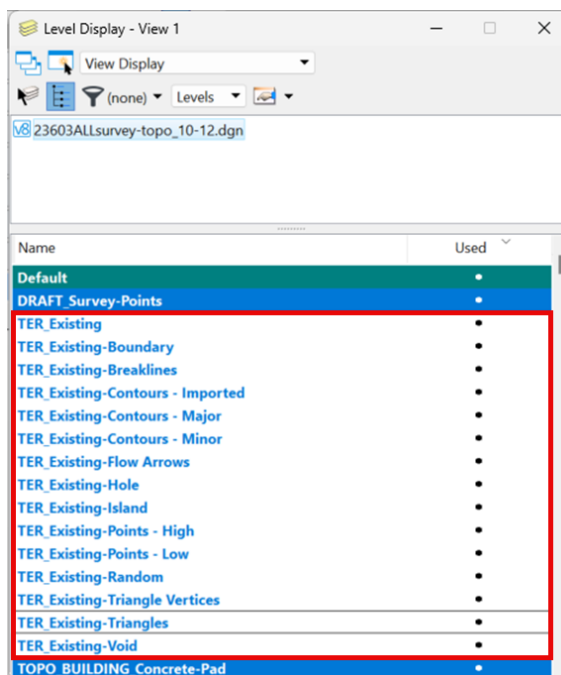 Level Display - View 1
View Display
(none) Levels
V8 23603ALLsurvey-topo_10-12.dgn
Name Used
Default
DRAFT_Survey-Points
TER_Existing
TER_Existing-Boundary
TER_Existing-Breaklines
TER_Existing-Contours - Imported
TER_Existing-Contours - Major
TER_Existing-Contours - Minor
TER_Existing-Flow Arrows
TER_Existing-Hole
TER_Existing-Island
TER_Existing-Points - High
TER_Existing-Points - Low
TER_Existing-Random
TER_Existing-Triangle Vertices
TER_Existing-Triangles
TER_Existing-Void
TOPO_BUILDING_Concrete-Pad